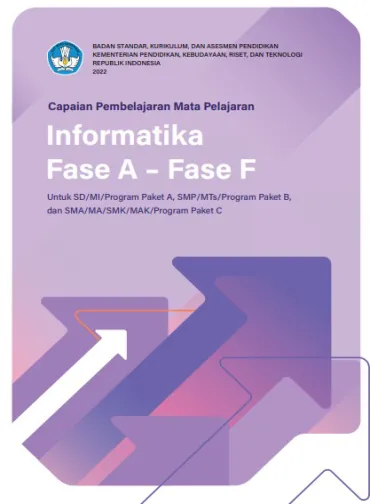 BADAN STANDAR, KURIKULUM, DAN ASESMEN PENDIDIKAN
KEMENTERIAN PENDIDIKAN, KEBUDAYAAN, RISET, DAN TEKNOLOGI
REPUBLIK INDONESIA
2022
Capaian Pembelajaran Mata Pelajaran
Informatika
Fase A – Fase F
Untuk SD/MI/Program Paket A, SMP/MTs/Program Paket B,
dan SMA/MA/SMK/MAK/Program Paket C